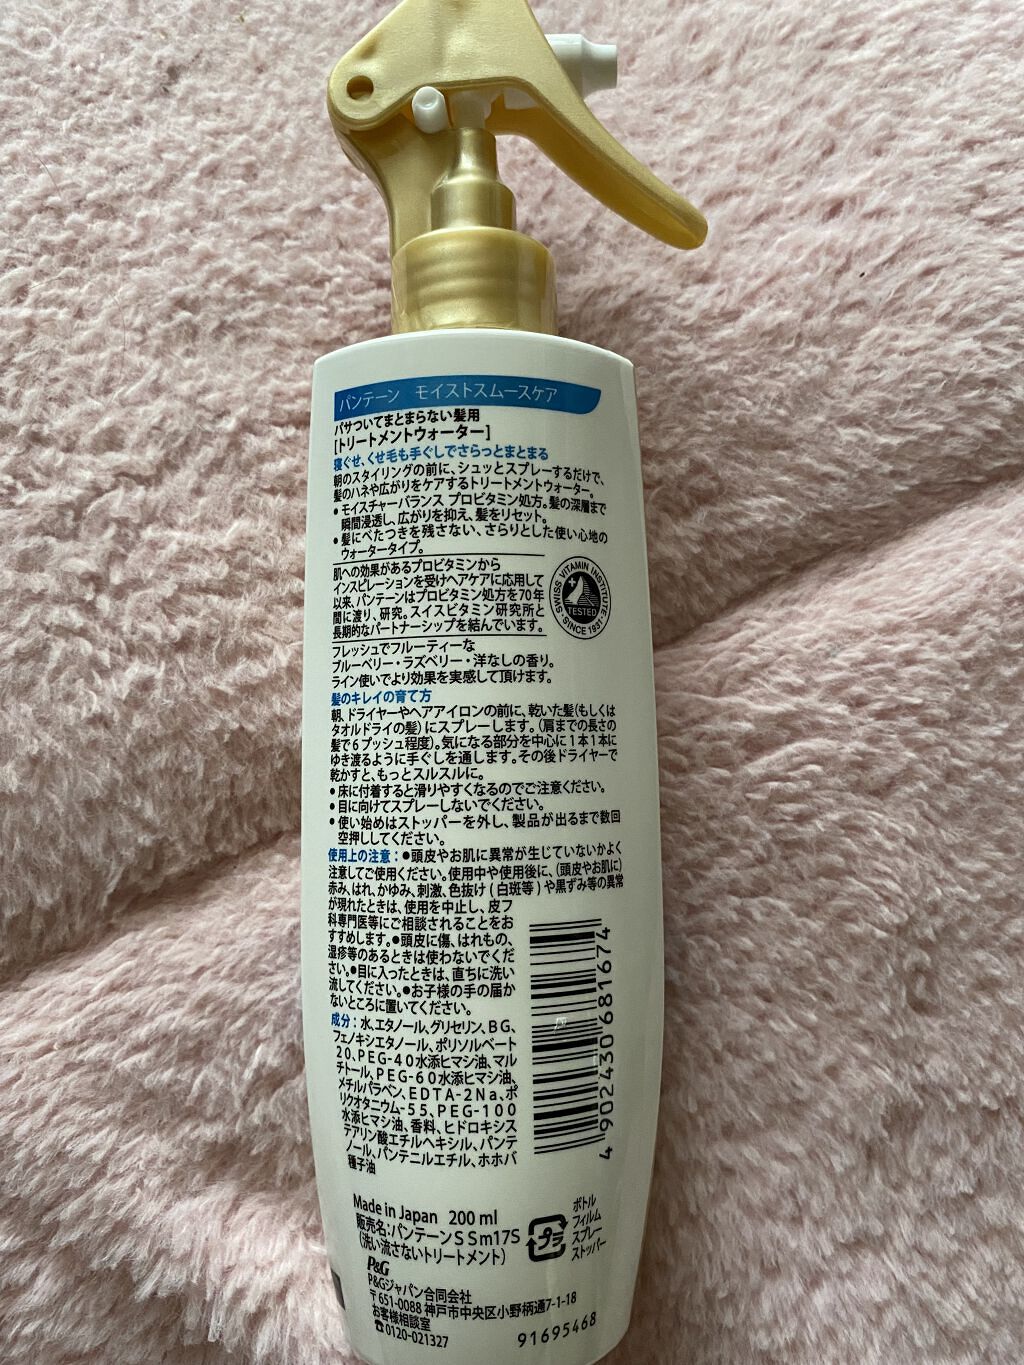 パンテーン モイストスムースケア
パサついてまとまらない髪用
[トリートメントウォーター]
寝ぐせ、くせ毛も手ぐしでさらっとまとまる
朝のスタイリングの前に、シュッとスプレーするだけで、
髪のハネや広がりをケアするトリートメントウォーター。
• モイスチャーバランス プロビタミン処方。髪の深層まで
瞬間浸透し、広がりを抑え、髪をリセット。
• 髪にべたつきを残さない、さらりとした使い心地の
ウォータータイプ。
肌への効果があるプロビタミンから
インスピレーションを受けヘアケアに応用して
以来、パンテーンはプロビタミン処方を70年
間に渡り、研究。スイスビタミン研究所と
長期的なパートナーシップを結んでいます。
SWISS VITAMIN INSTITUTE
TESTED
SINCE 1931
フレッシュでフルーティーな
ブルーベリー・ラズベリー・洋なしの香り。
ライン使いでより効果を実感して頂けます。
髪のキレイの育て方
朝、ドライヤーやヘアアイロンの前に、乾いた髪(もしくは
タオルドライの髪)にスプレーします。(肩までの長さの
髪で6プッシュ程度)。気になる部分を中心に1本1本に
ゆき渡るように手ぐしを通します。その後ドライヤーで
乾かすと、もっとスルスルに。
• 床に付着すると滑りやすくなるのでご注意ください。
• 目に向けてスプレーしないでください。
• 使い始めはストッパーを外し、製品が出るまで数回
空押ししてください。
使用上の注意：●頭皮やお肌に異常が生じていないかよく
注意してご使用ください。使用中や使用後に、(頭皮やお肌に)
赤み、はれ、かゆみ、刺激、色抜け(白斑等)や黒ずみ等の異常
が現れたときは、使用を中止し、皮フ
科専門医等にご相談されることをお
すすめします。●頭皮に傷、はれもの、
湿疹等のあるときは使わないでくだ
さい。●目に入ったときは、直ちに洗い
流してください。●お子様の手の届か
ないところに置いてください。
成分：水、エタノール、グリセリン、BG、
フェノキシエタノール、ポリソルベート
20、PEG-40水添ヒマシ油、マル
チトール、PEG-60水添ヒマシ油、
メチルパラベン、EDTA-2Na、ポ
リクオタニウム-55、PEG-100
水添ヒマシ油、香料、ヒドロキシス
テアリン酸エチルヘキシル、パンテ
ノール、パンテニルエチル、ホホバ
種子油
4 902430 681674
Made in Japan 200 ml
販売名：パンテーンＳＳm17S
(洗い流さないトリートメント)
プラ
ボトル
フィルム
スプレー
ストッパー
P&G
P&Gジャパン合同会社
〒651-0088 神戸市中央区小野柄通7-1-18
お客様相談室
☎0120-021327
91695468